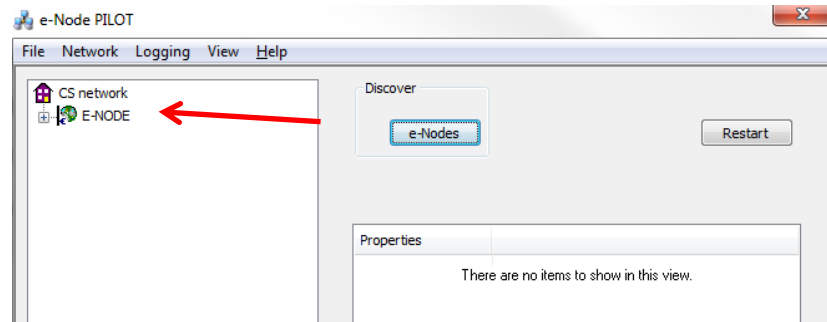 e-Node PILOT
File Network Logging View Help
CS network
E-NODE
Discover
e-Nodes
Restart
Properties
There are no items to show in this view.